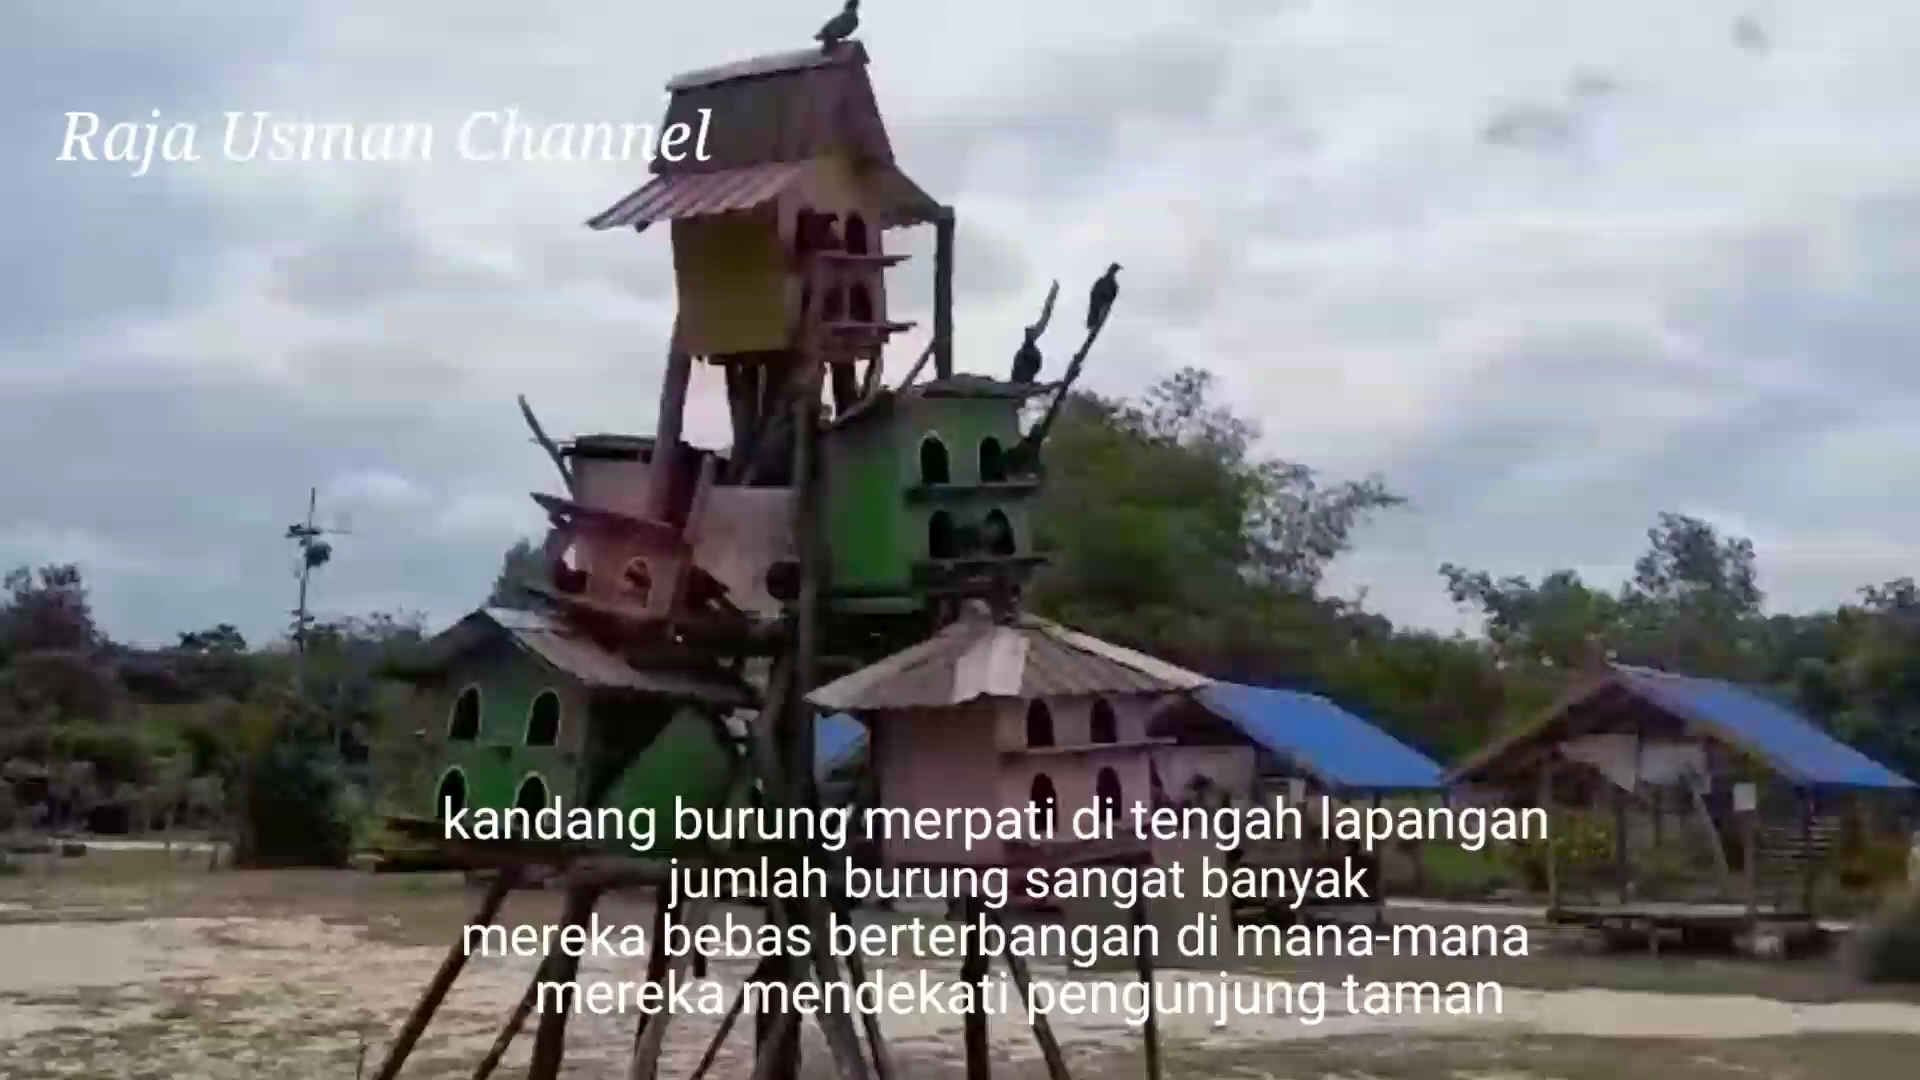 Raja Usman Channel
kandang burung merpati di tengah lapangan
jumlah burung sangat banyak
mereka bebas berterbangan di mana-mana
mereka mendekati pengunjung taman